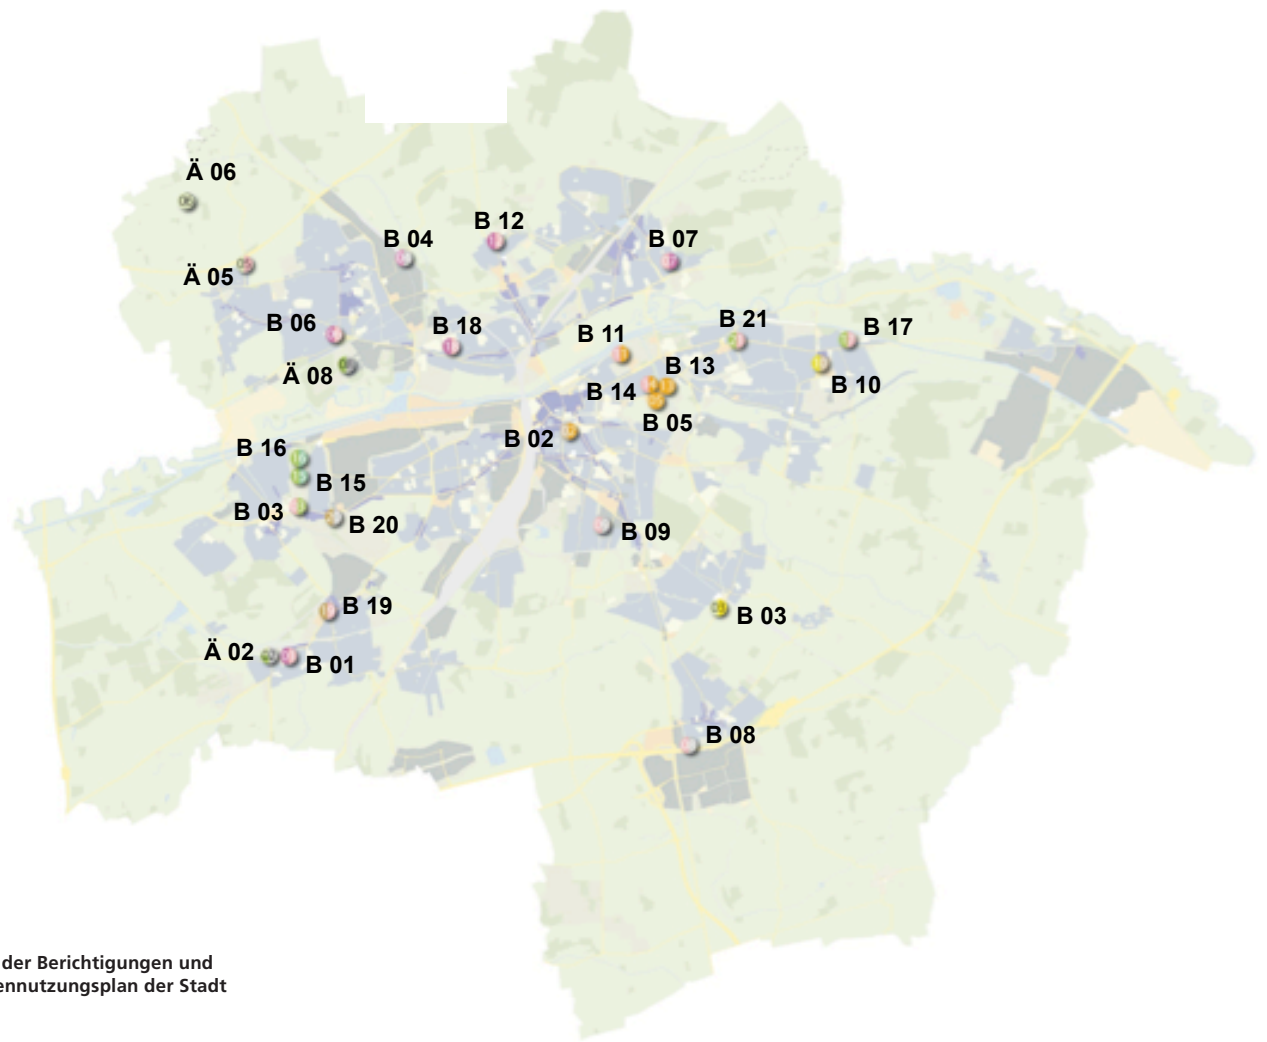 Ä 06
B 12
B 04
B 07
Ä 05
B 06
B 18
B 11
B 21
B 17
Ä 08
B 13
B 14
B 10
B 05
B 02
B 16
B 15
B 03
B 20
B 09
B 19
B 03
Ä 02
B 01
B 08
der Berichtigungen und
ennutzungsplan der Stadt